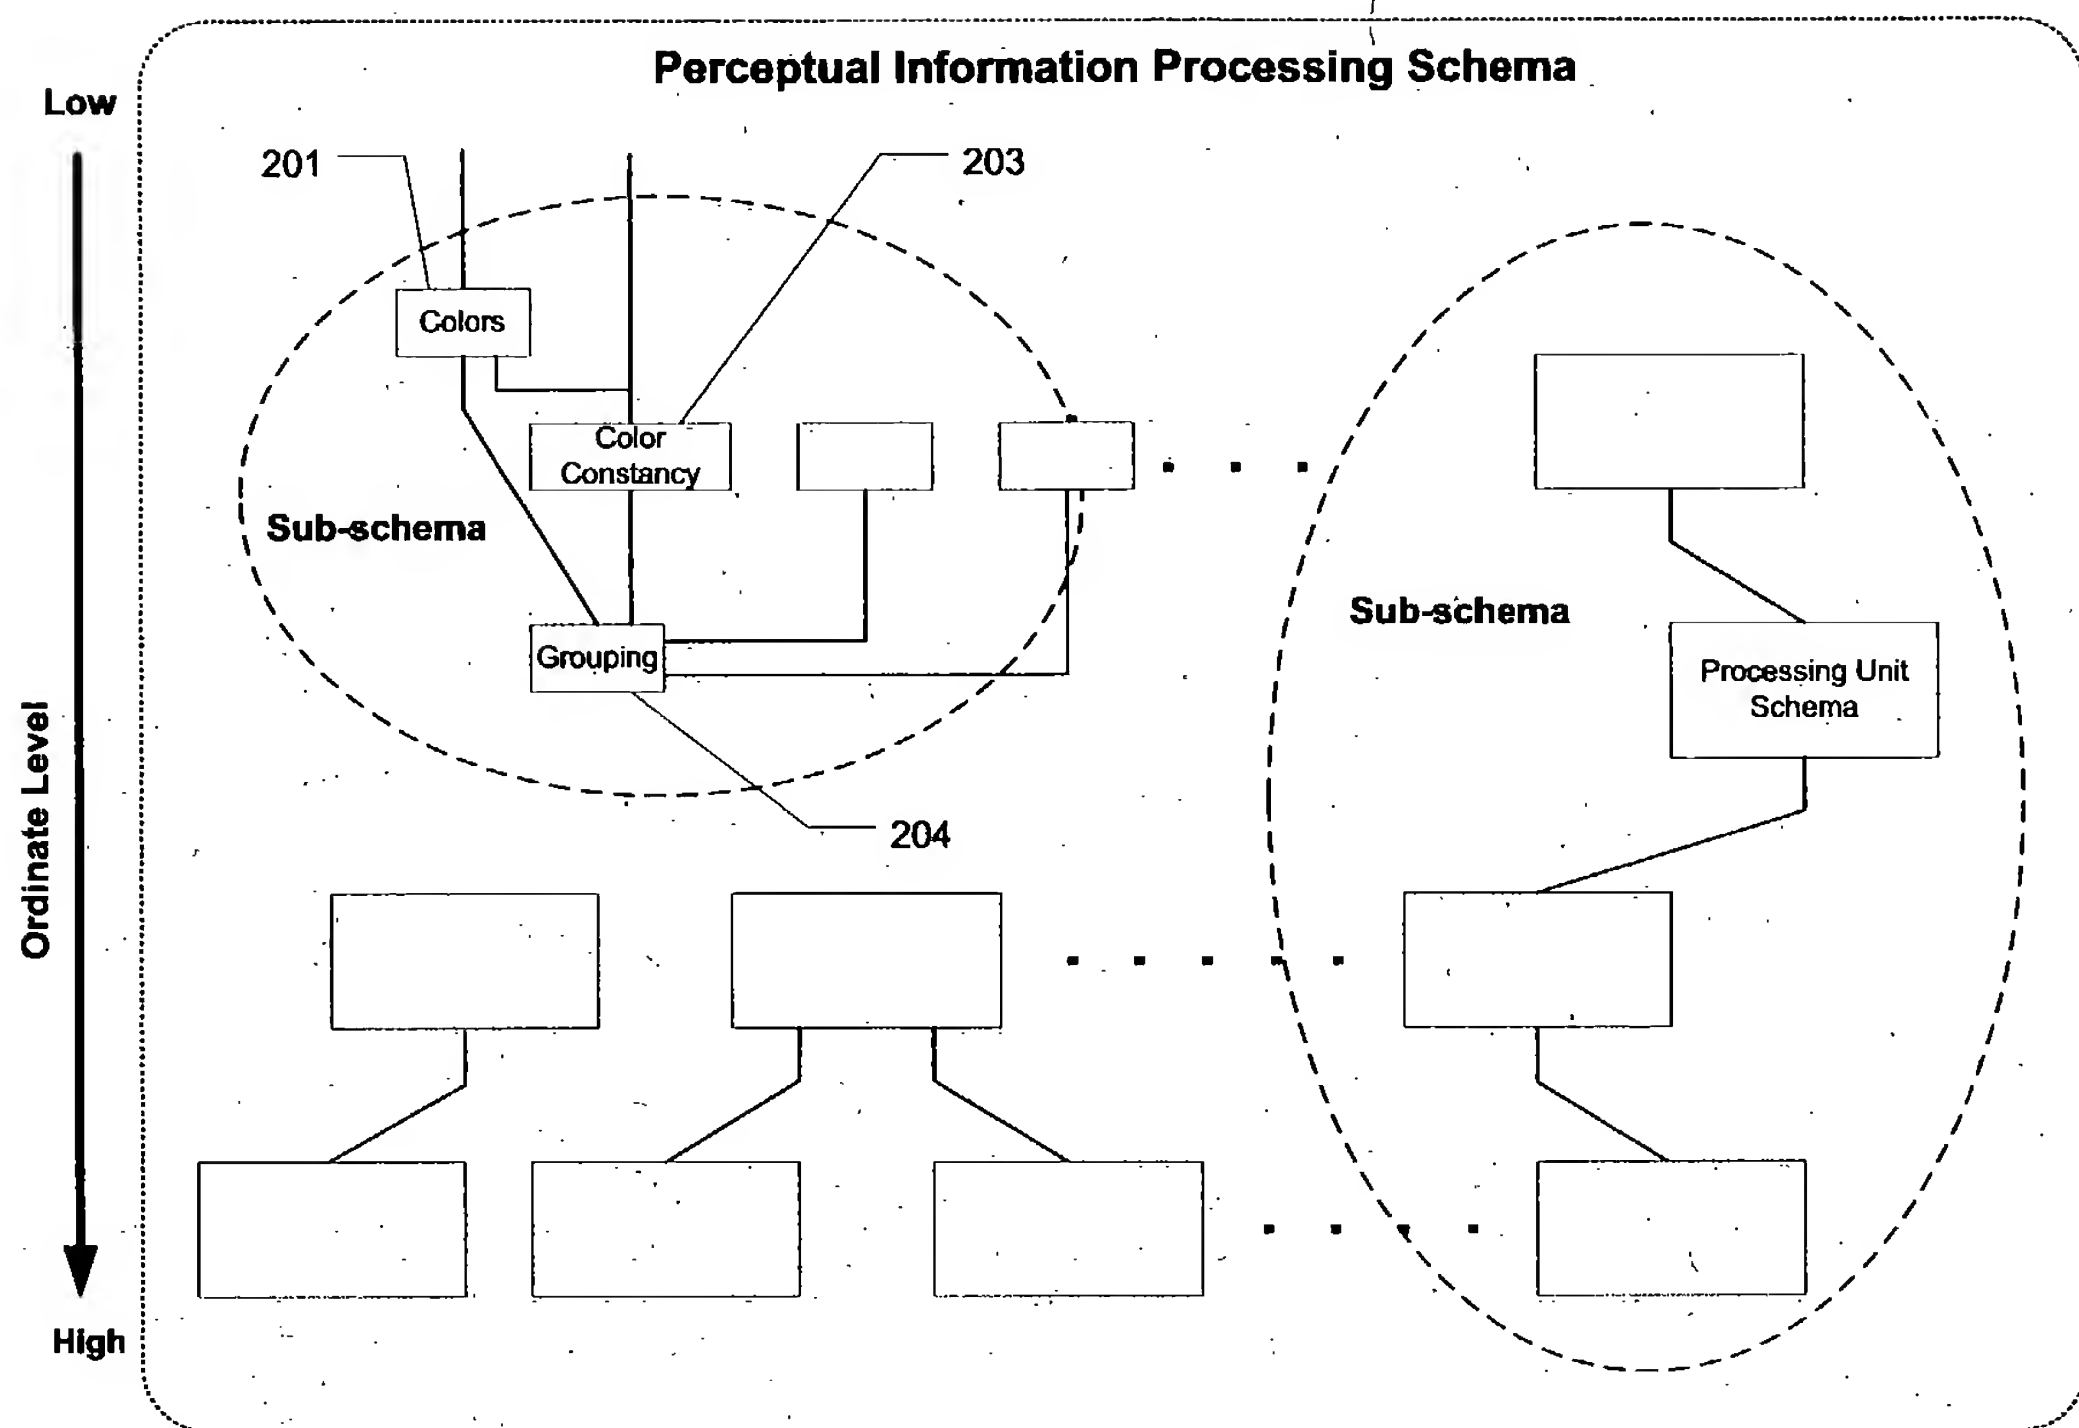 Perceptual Information Processing Schema
Low
201
203
Colors
Color
Constancy
Sub-schema
Grouping
204
Sub-schema
Processing Unit
Schema
Ordinate Level
High